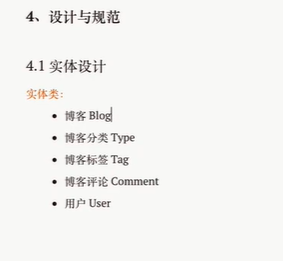 4、设计与规范
4.1 实体设计
实体类：
• 博客 Blog
• 博客分类 Type
• 博客标签 Tag
• 博客评论 Comment
• 用户 User